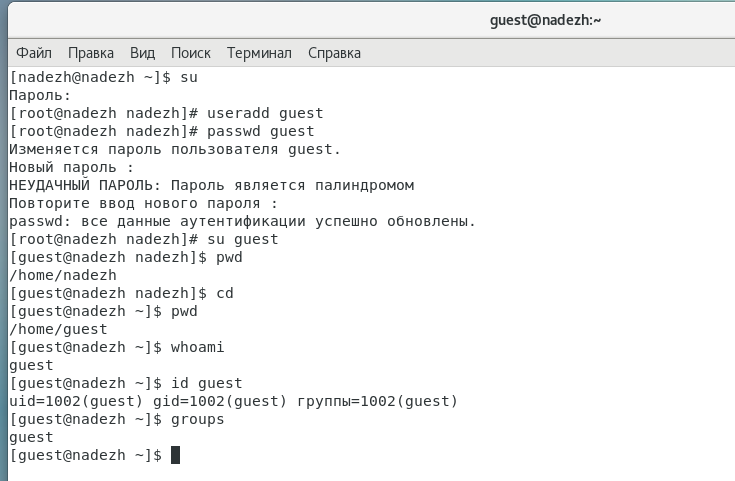 guest@nadezh:~
Файл Правка Вид Поиск Терминал Справка
[nadezh@nadezh ~]$ su
Пароль:
[root@nadezh nadezh]# useradd guest
[root@nadezh nadezh]# passwd guest
Изменяется пароль пользователя guest.
Новый пароль :
НЕУДАЧНЫЙ ПАРОЛЬ: Пароль является палиндромом
Повторите ввод нового пароля :
passwd: все данные аутентификации успешно обновлены.
[root@nadezh nadezh]# su guest
[guest@nadezh nadezh]$ pwd
/home/nadezh
[guest@nadezh nadezh]$ cd
[guest@nadezh ~]$ pwd
/home/guest
[guest@nadezh ~]$ whoami
guest
[guest@nadezh ~]$ id guest
uid=1002(guest) gid=1002(guest) группы=1002(guest)
[guest@nadezh ~]$ groups
guest
[guest@nadezh ~]$